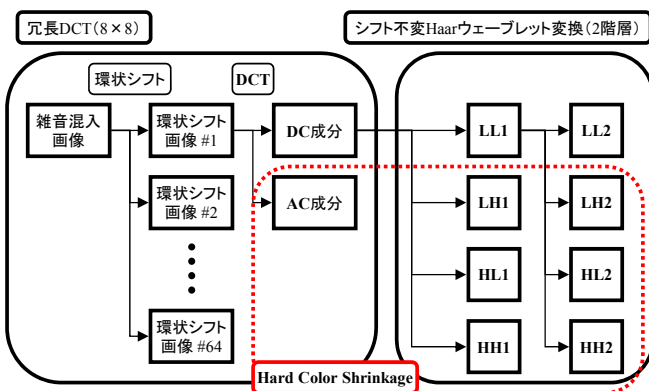 冗長DCT(8×8)
シフト不変Haarウェーブレット変換(2階層)
環状シフト
DCT
雑音混入
画像
環状シフト
画像 #1
DC成分
LL1
LL2
環状シフト
画像 #2
AC成分
LH1
LH2
HL1
HL2
環状シフト
画像 #64
HH1
HH2
Hard Color Shrinkage